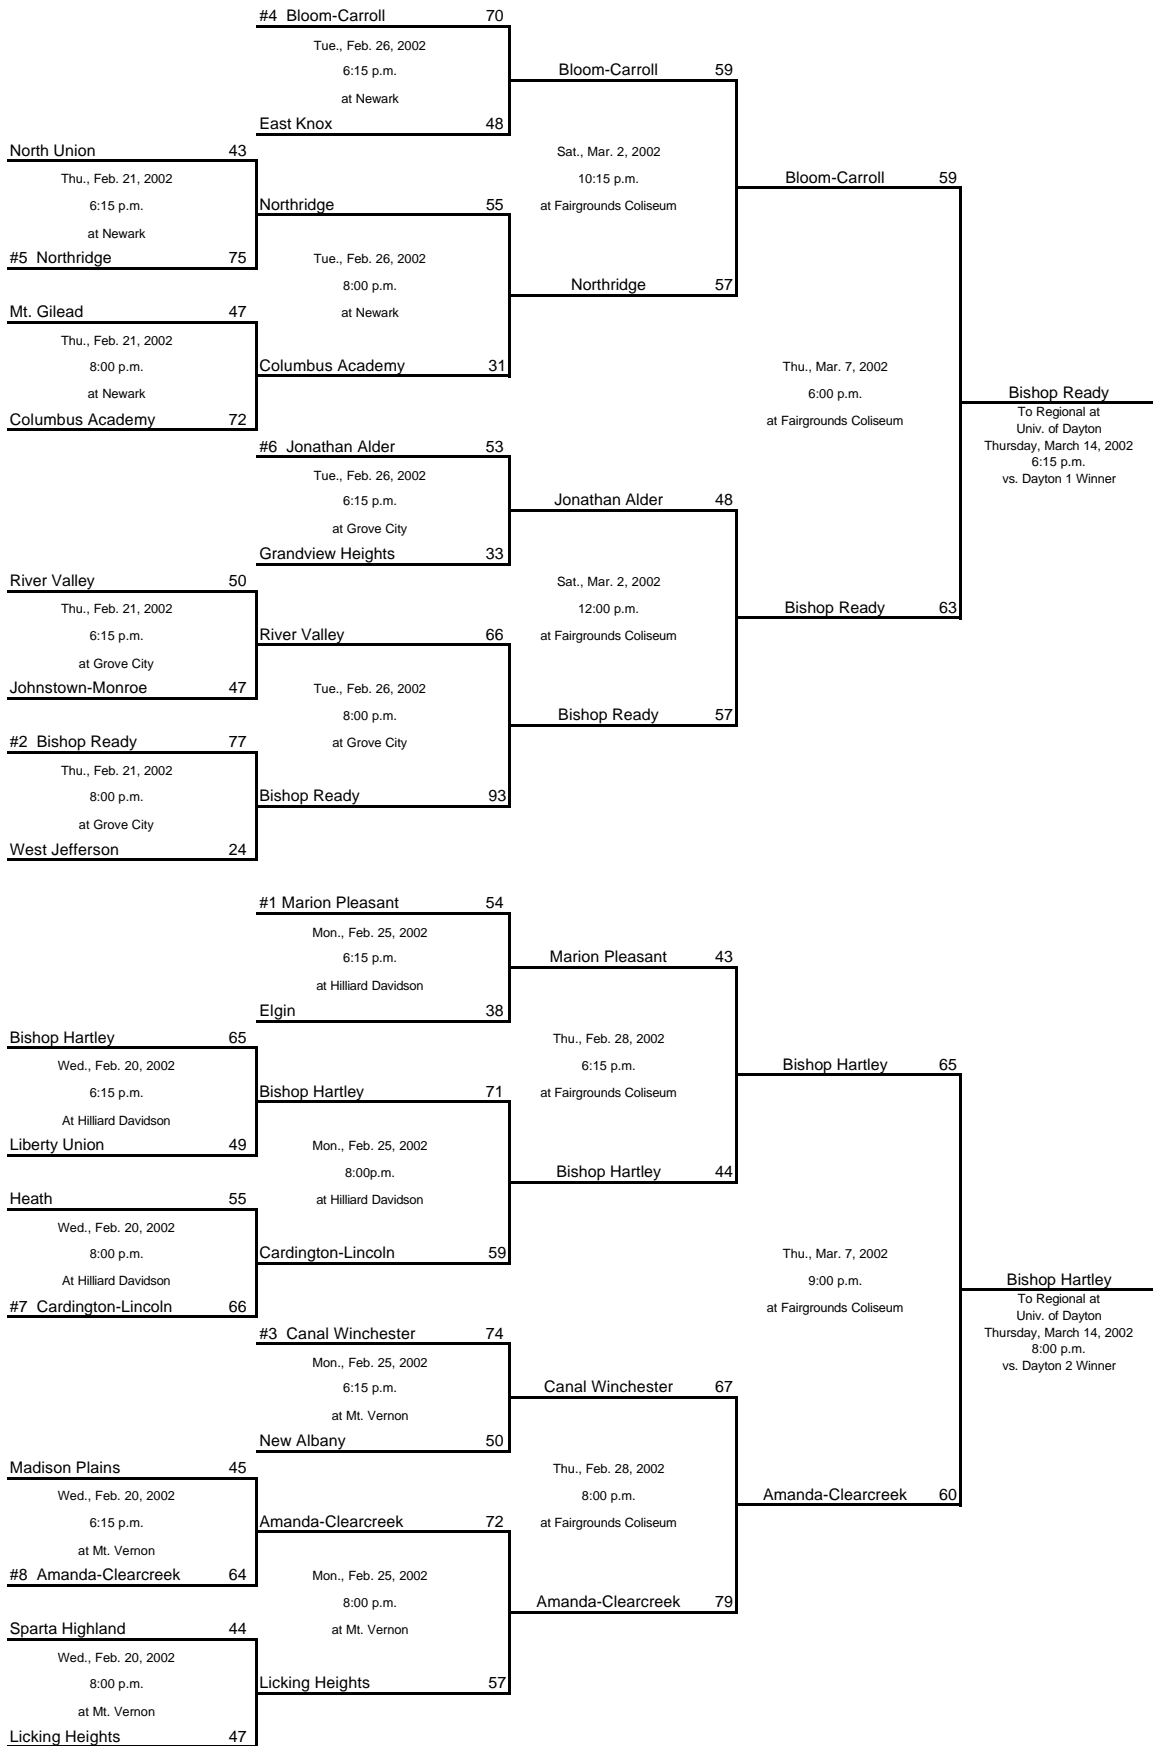 #4 Bloom-Carroll 70
Tue., Feb. 26, 2002
6:15 p.m.
at Newark
East Knox 48
Bloom-Carroll 59
North Union 43
Thu., Feb. 21, 2002
6:15 p.m.
at Newark
#5 Northridge 75
Northridge 55
Tue., Feb. 26, 2002
8:00 p.m.
at Newark
Sat., Mar. 2, 2002
10:15 p.m.
at Fairgrounds Coliseum
Bloom-Carroll 59
Northridge 57
Mt. Gilead 47
Thu., Feb. 21, 2002
8:00 p.m.
at Newark
Columbus Academy 72
Columbus Academy 31
Thu., Mar. 7, 2002
6:00 p.m.
at Fairgrounds Coliseum
Bishop Ready
To Regional at
Univ. of Dayton
Thursday, March 14, 2002
6:15 p.m.
vs. Dayton 1 Winner
#6 Jonathan Alder 53
Tue., Feb. 26, 2002
6:15 p.m.
at Grove City
Grandview Heights 33
Jonathan Alder 48
River Valley 50
Thu., Feb. 21, 2002
6:15 p.m.
at Grove City
Johnstown-Monroe 47
River Valley 66
Tue., Feb. 26, 2002
8:00 p.m.
at Grove City
Sat., Mar. 2, 2002
12:00 p.m.
at Fairgrounds Coliseum
Bishop Ready 63
Bishop Ready 57
#2 Bishop Ready 77
Thu., Feb. 21, 2002
8:00 p.m.
at Grove City
West Jefferson 24
Bishop Ready 93
#1 Marion Pleasant 54
Mon., Feb. 25, 2002
6:15 p.m.
at Hilliard Davidson
Elgin 38
Marion Pleasant 43
Bishop Hartley 65
Wed., Feb. 20, 2002
6:15 p.m.
At Hilliard Davidson
Liberty Union 49
Bishop Hartley 71
Mon., Feb. 25, 2002
8:00p.m.
at Hilliard Davidson
Thu., Feb. 28, 2002
6:15 p.m.
at Fairgrounds Coliseum
Bishop Hartley 65
Bishop Hartley 44
Heath 55
Wed., Feb. 20, 2002
8:00 p.m.
At Hilliard Davidson
#7 Cardington-Lincoln 66
Cardington-Lincoln 59
Thu., Mar. 7, 2002
9:00 p.m.
at Fairgrounds Coliseum
Bishop Hartley
To Regional at
Univ. of Dayton
Thursday, March 14, 2002
8:00 p.m.
vs. Dayton 2 Winner
#3 Canal Winchester 74
Mon., Feb. 25, 2002
6:15 p.m.
at Mt. Vernon
New Albany 50
Canal Winchester 67
Madison Plains 45
Wed., Feb. 20, 2002
6:15 p.m.
at Mt. Vernon
#8 Amanda-Clearcreek 64
Amanda-Clearcreek 72
Mon., Feb. 25, 2002
8:00 p.m.
at Mt. Vernon
Thu., Feb. 28, 2002
8:00 p.m.
at Fairgrounds Coliseum
Amanda-Clearcreek 60
Amanda-Clearcreek 79
Sparta Highland 44
Wed., Feb. 20, 2002
8:00 p.m.
at Mt. Vernon
Licking Heights 47
Licking Heights 57